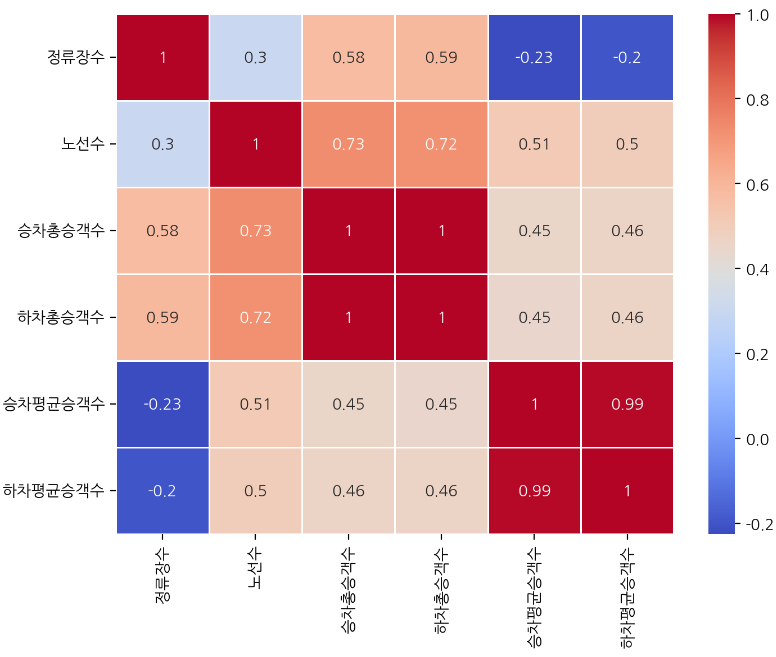 정류장수 1 0.3 0.58 0.59 -0.23 -0.2
노선수 0.3 1 0.73 0.72 0.51 0.5
승차총승객수 0.58 0.73 1 1 0.45 0.46
하차총승객수 0.59 0.72 1 1 0.45 0.46
승차평균승객수 -0.23 0.51 0.45 0.45 1 0.99
하차평균승객수 -0.2 0.5 0.46 0.46 0.99 1
정류장수
노선수
승차총승객수
하차총승객수
승차평균승객수
하차평균승객수
1.0
0.8
0.6
0.4
0.2
0.0
-0.2